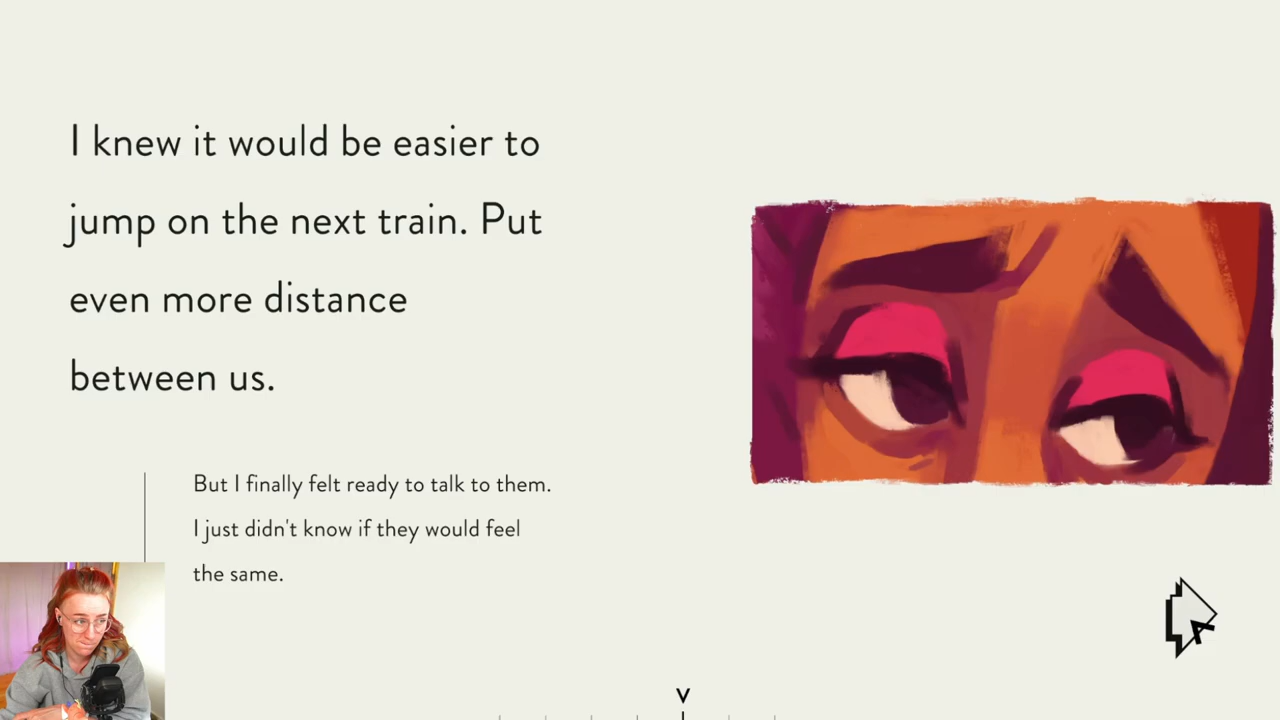 I knew it would be easier to
jump on the next train. Put
even more distance
between us.
But I finally felt ready to talk to them.
I just didn't know if they would feel
the same.